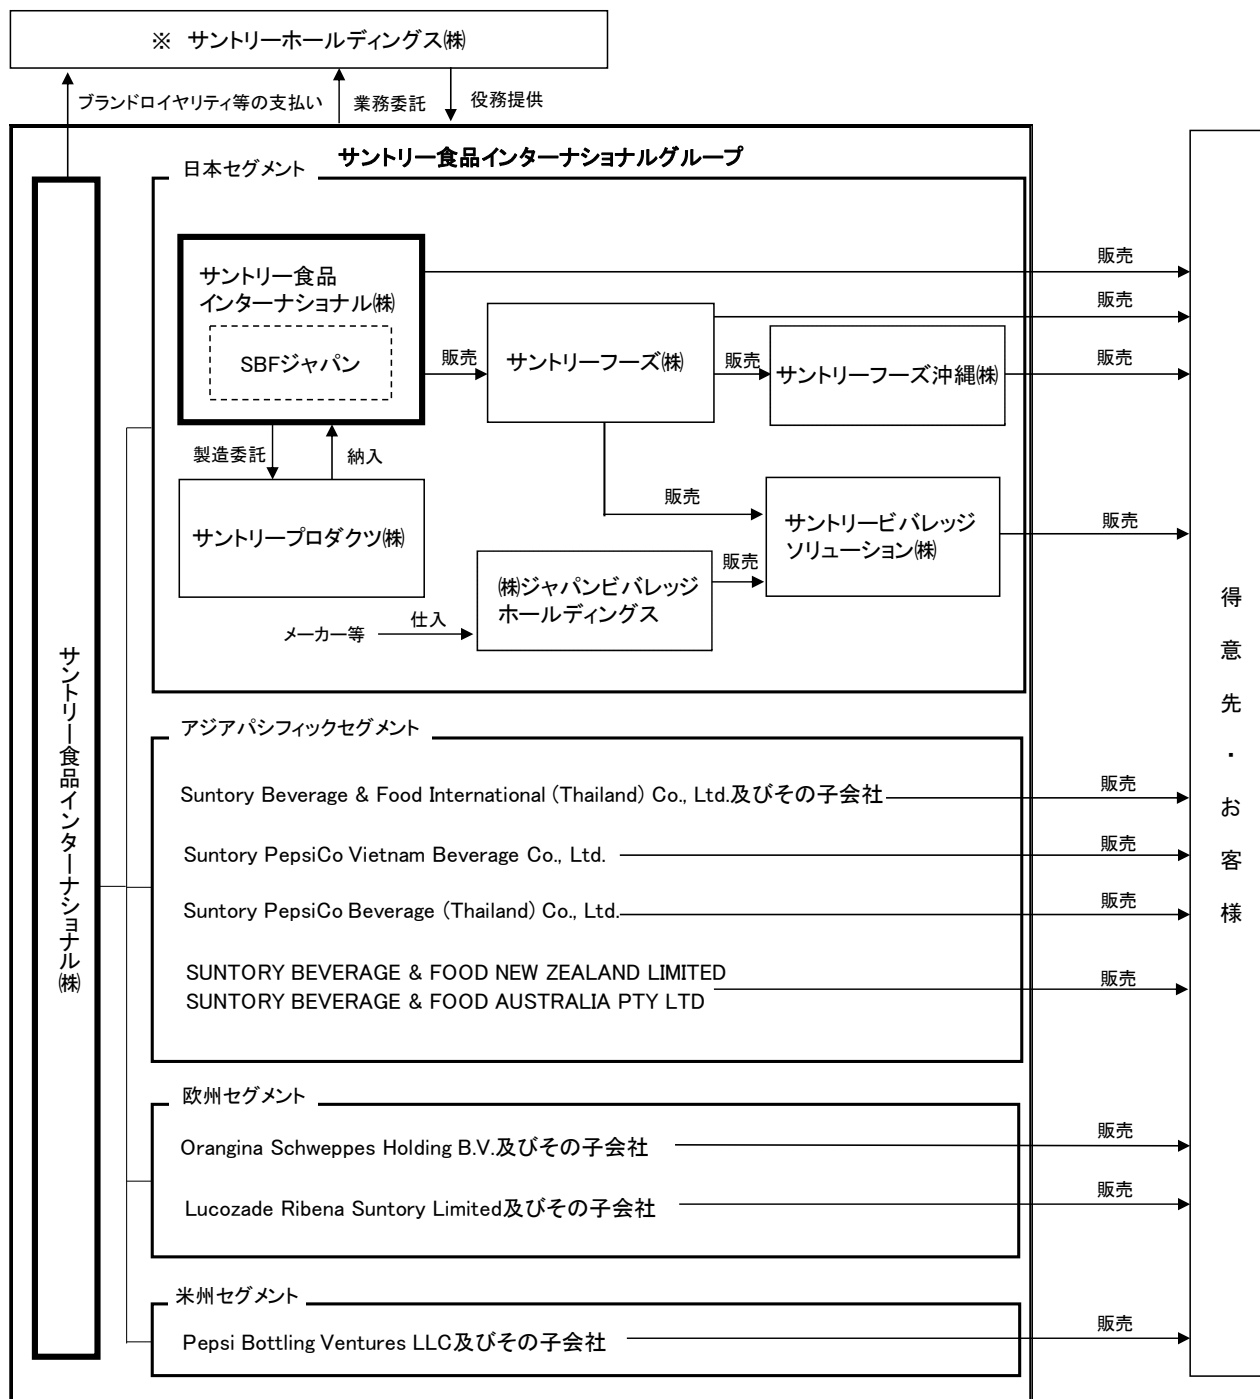 ※ サントリーホールディングス㈱
ブランドロイヤリティ等の支払い
業務委託
役務提供
サントリー食品インターナショナルグループ
日本セグメント
サントリー食品
インターナショナル㈱
SBFジャパン
販売
サントリーフーズ㈱
販売
サントリーフーズ沖縄㈱
販売
販売
販売
製造委託
納入
サントリープロダクツ㈱
販売
サントリービバレッジ
ソリューション㈱
販売
㈱ジャパンビバレッジ
ホールディングス
販売
メーカー等
仕入
サントリー食品インターナショナル㈱
アジアパシフィックセグメント
Suntory Beverage & Food International (Thailand) Co., Ltd.及びその子会社
販売
Suntory PepsiCo Vietnam Beverage Co., Ltd.
販売
Suntory PepsiCo Beverage (Thailand) Co., Ltd.
販売
SUNTORY BEVERAGE & FOOD NEW ZEALAND LIMITED
SUNTORY BEVERAGE & FOOD AUSTRALIA PTY LTD
販売
欧州セグメント
Orangina Schweppes Holding B.V.及びその子会社
販売
Lucozade Ribena Suntory Limited及びその子会社
販売
米州セグメント
Pepsi Bottling Ventures LLC及びその子会社
販売
得意先・お客様